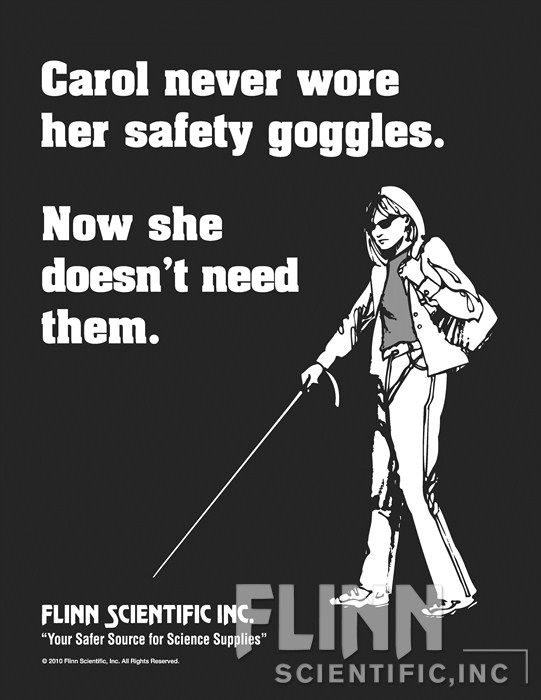 Carol never wore
her safety goggles.
Now she
doesn't need
them.
FLINN SCIENTIFIC INC.
“Your Safer Source for Science Supplies”
© 2010 Flinn Scientific, Inc. All Rights Reserved.
FLINN
SCIENTIFIC, INC